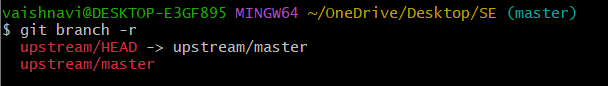 vaishnavi@DESKTOP-E3GF895 MINGW64 ~/OneDrive/Desktop/SE (master)
$ git branch -r
  upstream/HEAD -> upstream/master
  upstream/master